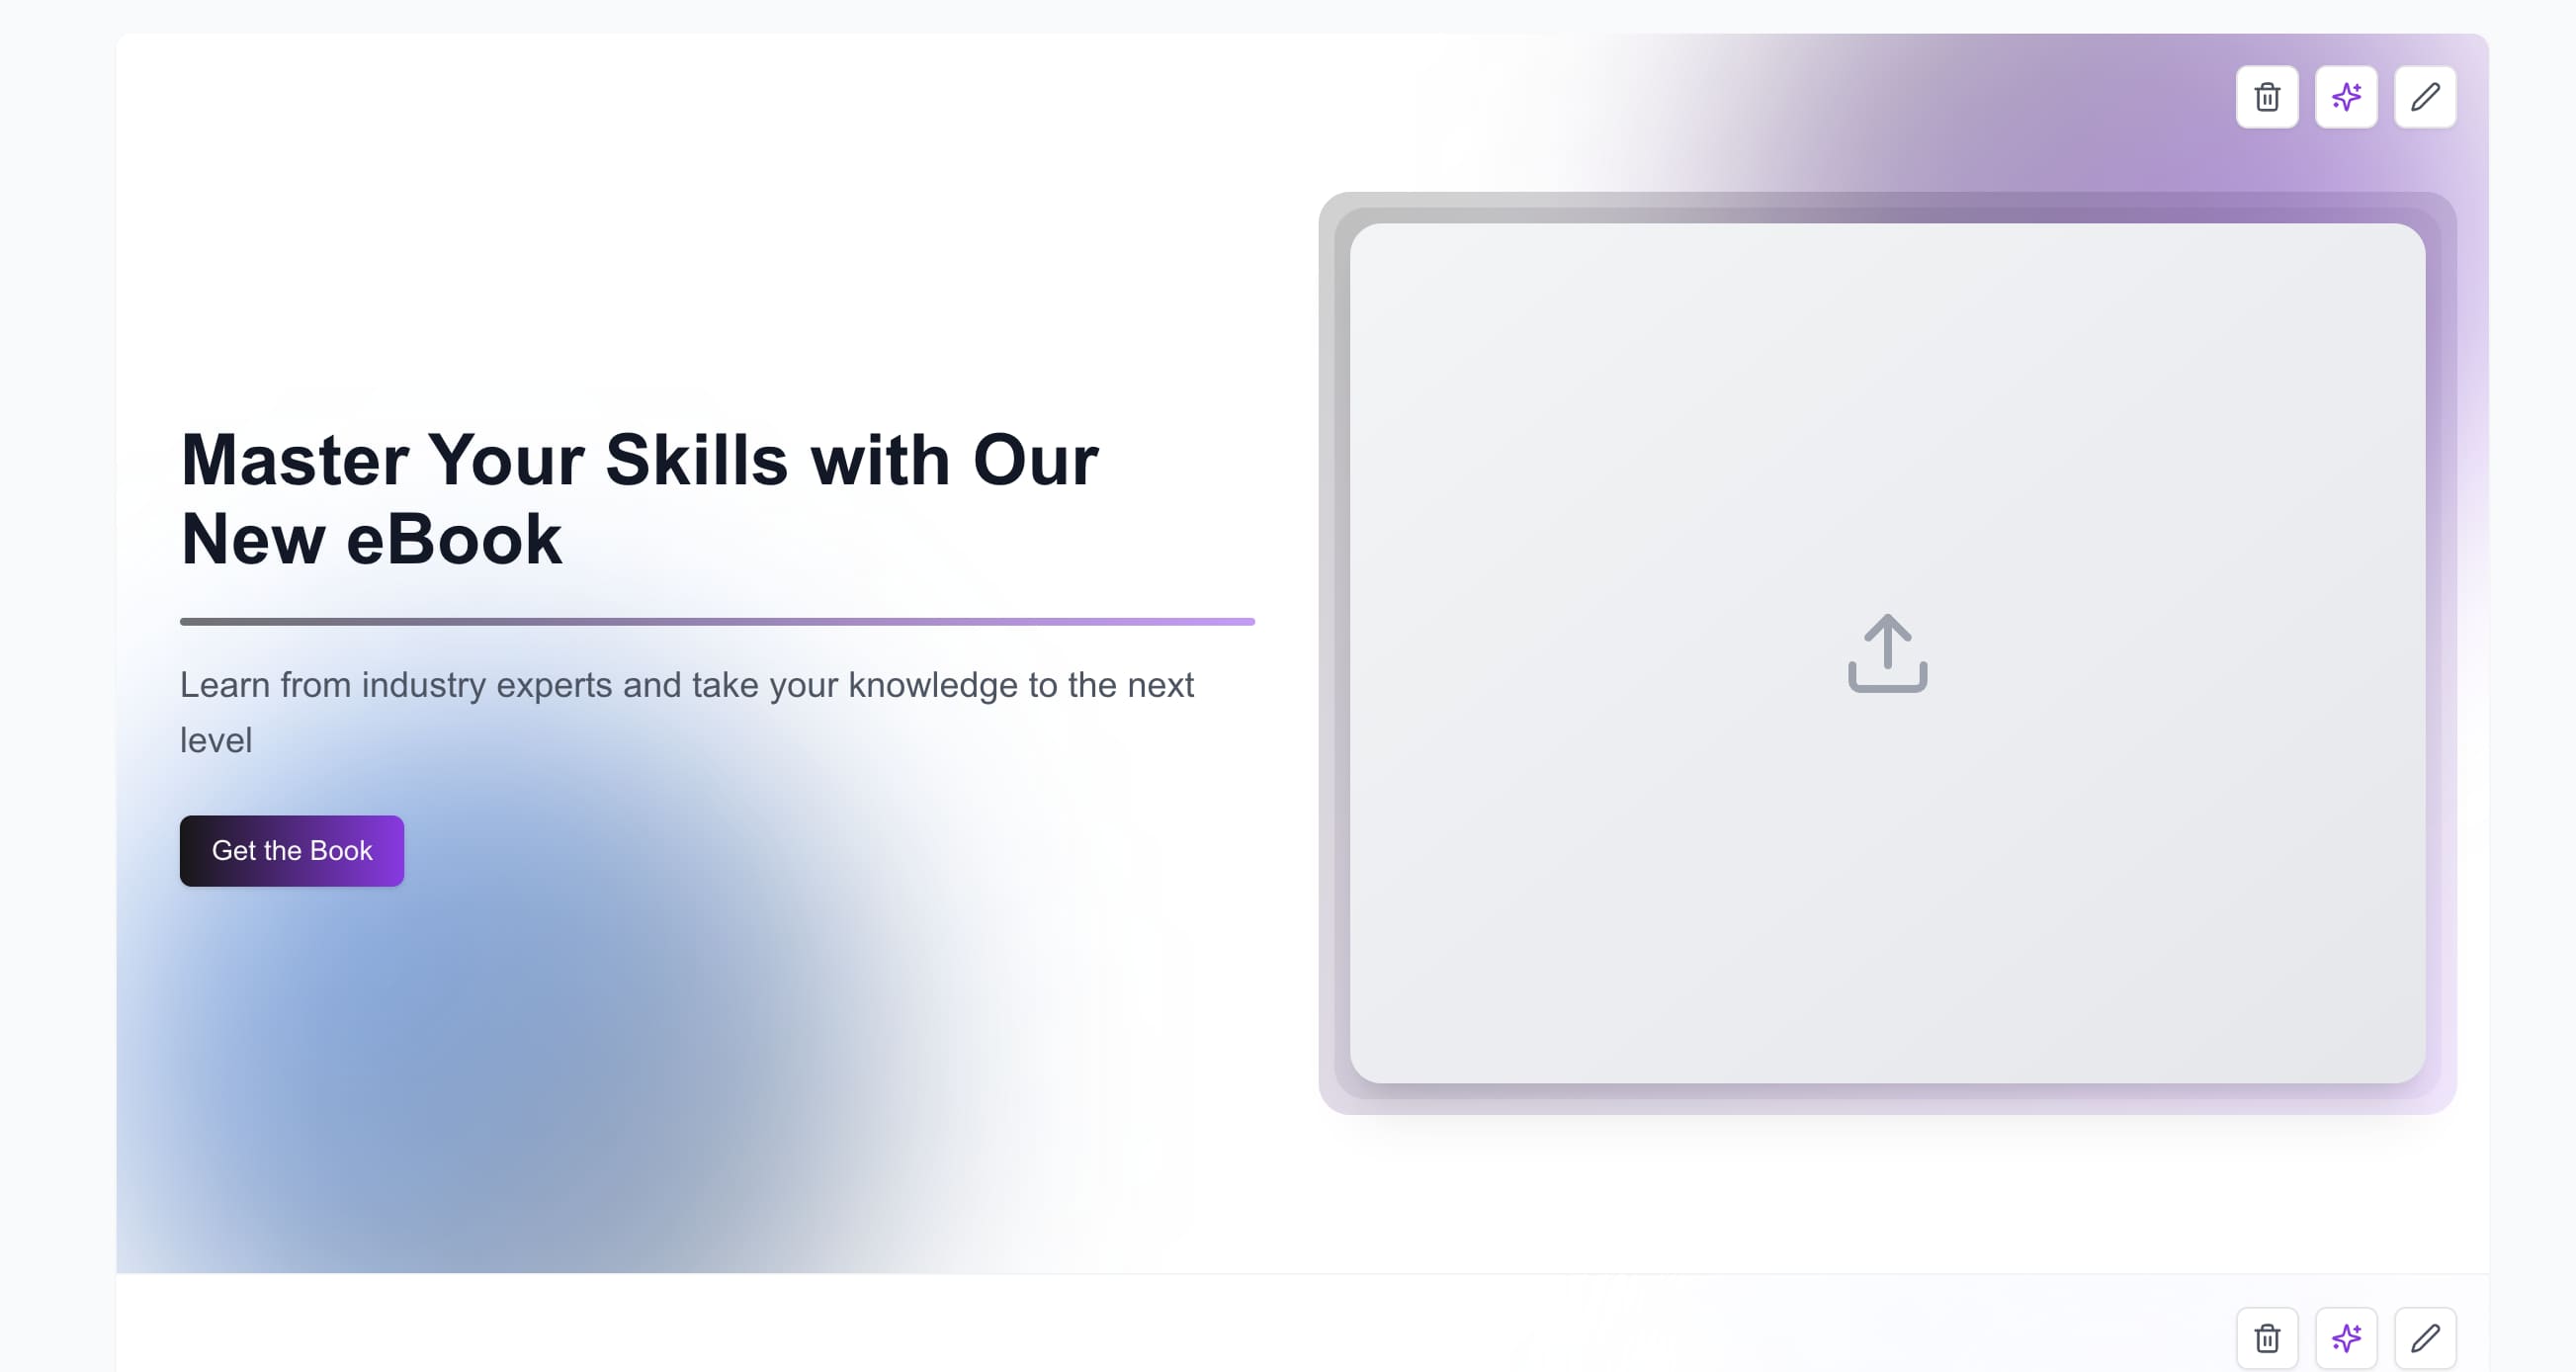 Master Your Skills with Our
New eBook
Learn from industry experts and take your knowledge to the next
level
Get the Book